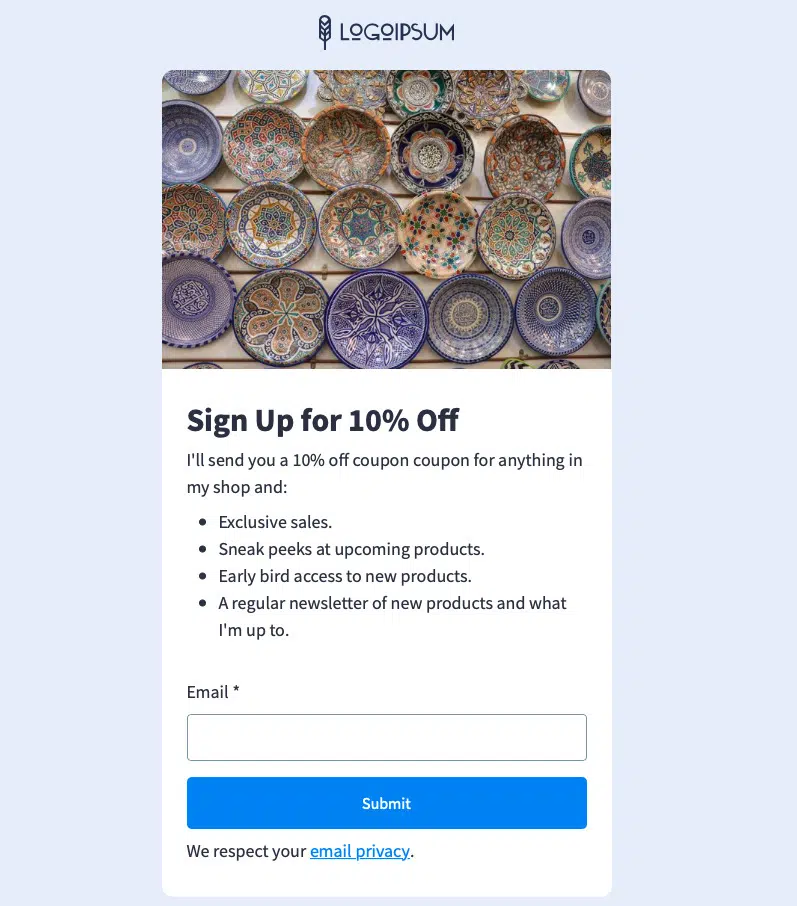 LOGOIPSUM
Sign Up for 10% Off
I'll send you a 10% off coupon coupon for anything in
my shop and:
• Exclusive sales.
• Sneak peeks at upcoming products.
• Early bird access to new products.
• A regular newsletter of new products and what
I'm up to.
Email *
Submit
We respect your email privacy.